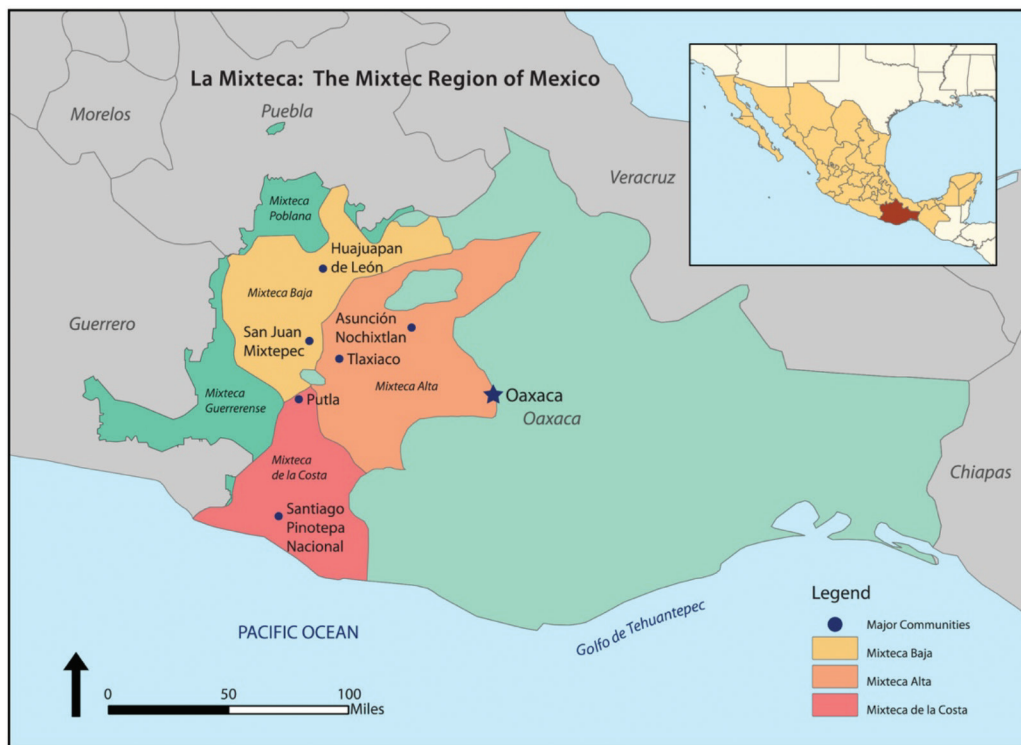 La Mixteca: The Mixtec Region of Mexico
Morelos
Puebla
Veracruz
Mixteca
Poblana
Huajuapan
de León
Mixteca Baja
Guerrero
San Juan
Mixtepec
Asunción
Nochixtlan
Tlaxiaco
Mixteca Alta
Mixteca
Guerrerense
Putla
Oaxaca
Oaxaca
Mixteca
de la Costa
Chiapas
Santiago
Pinotepa
Nacional
PACIFIC OCEAN
Golfo de Tehuantepec
Legend
Major Communities
Mixteca Baja
Mixteca Alta
Mixteca de la Costa
0 50 100
Miles